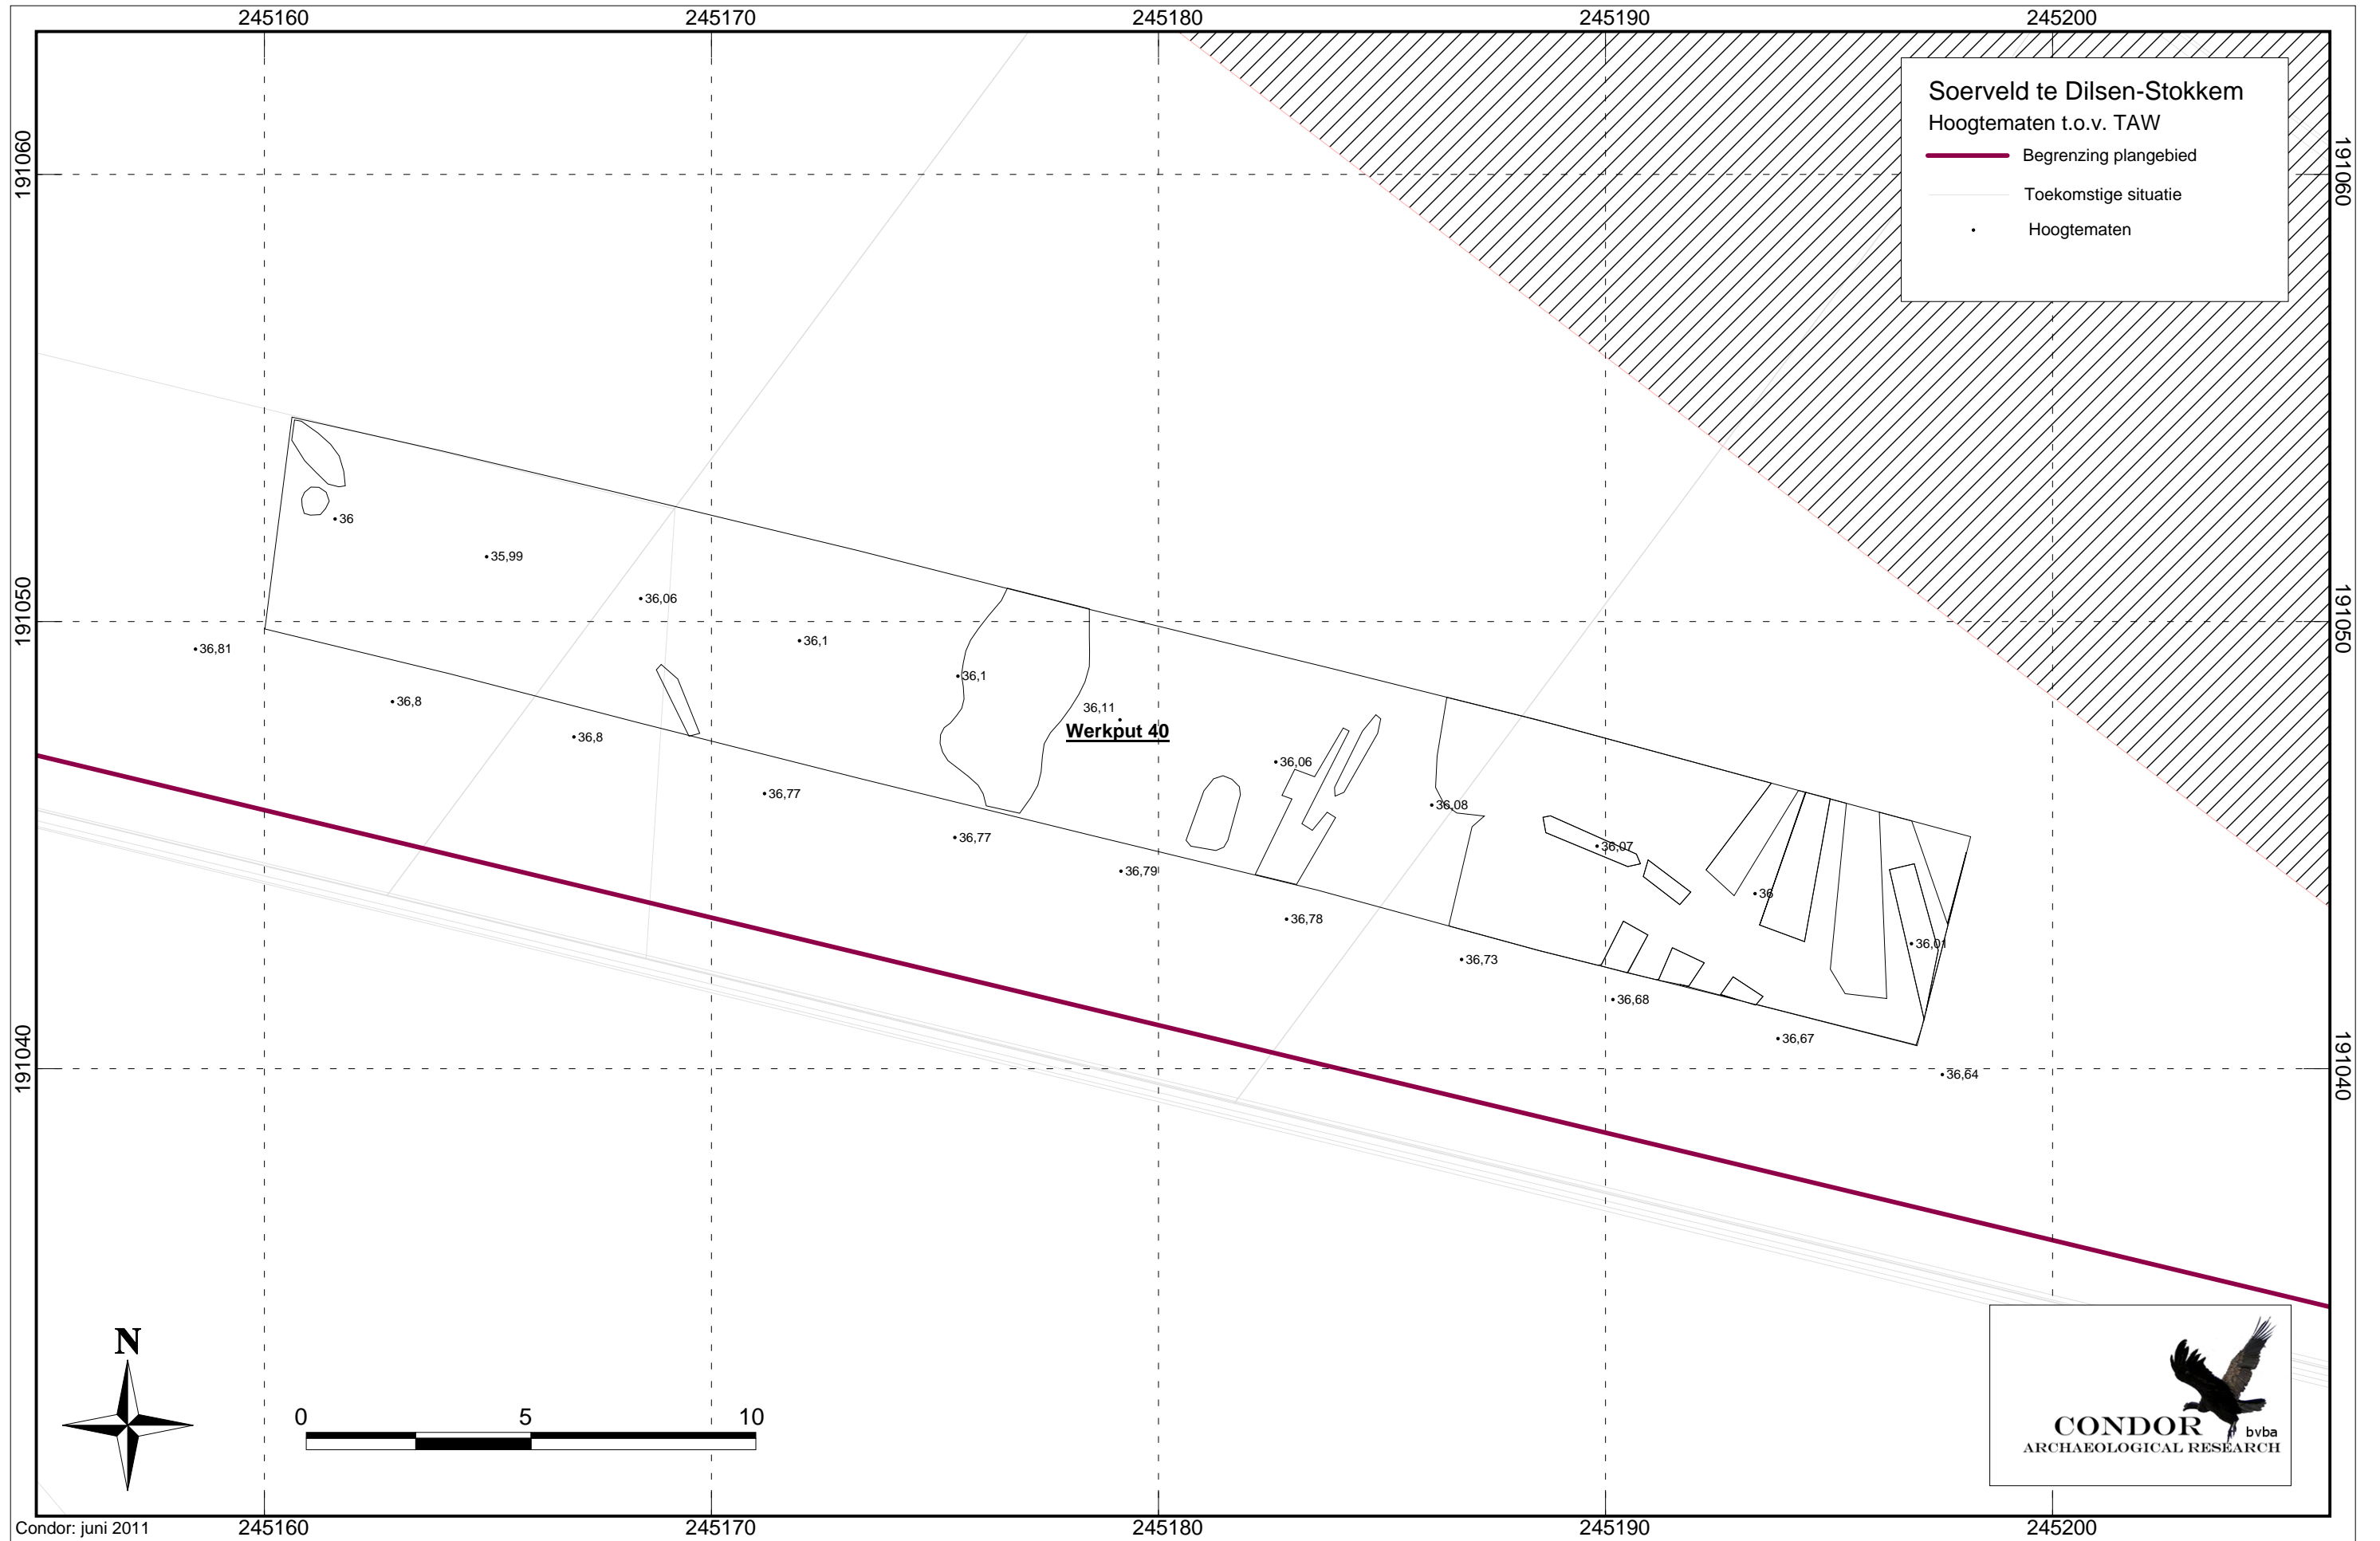 245160 245170 245180 245190 245200
Soerveld te Dilsen-Stokkem
Hoogtematen t.o.v. TAW
Begrenzing plangebied
Toekomstige situatie
Hoogtematen
191060 191060
36
35,99
36,06
191050 191050
36,1
36,81
36,1
36,8
36,11
Werkput 40
36,8
36,06
36,77
36,08
36,77
36,07
36,79
36
36,78
36,01
36,73
36,68
36,67
191040 191040
36,64
N
0 5 10
CONDOR bvba
ARCHAEOLOGICAL RESEARCH
Condor: juni 2011
245160 245170 245180 245190 245200